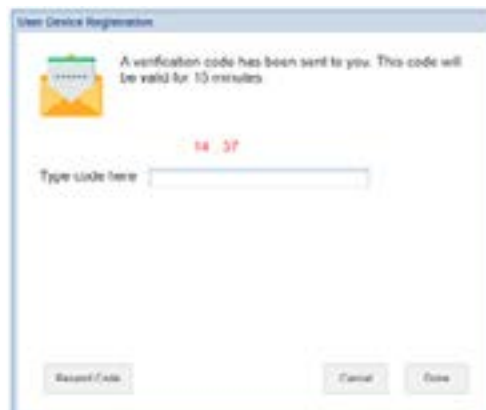 User Device Registration
A verification code has been sent to you. This code will
be valid for 15 minutes
14 : 37
Type code here
Resend Code
Cancel
Done